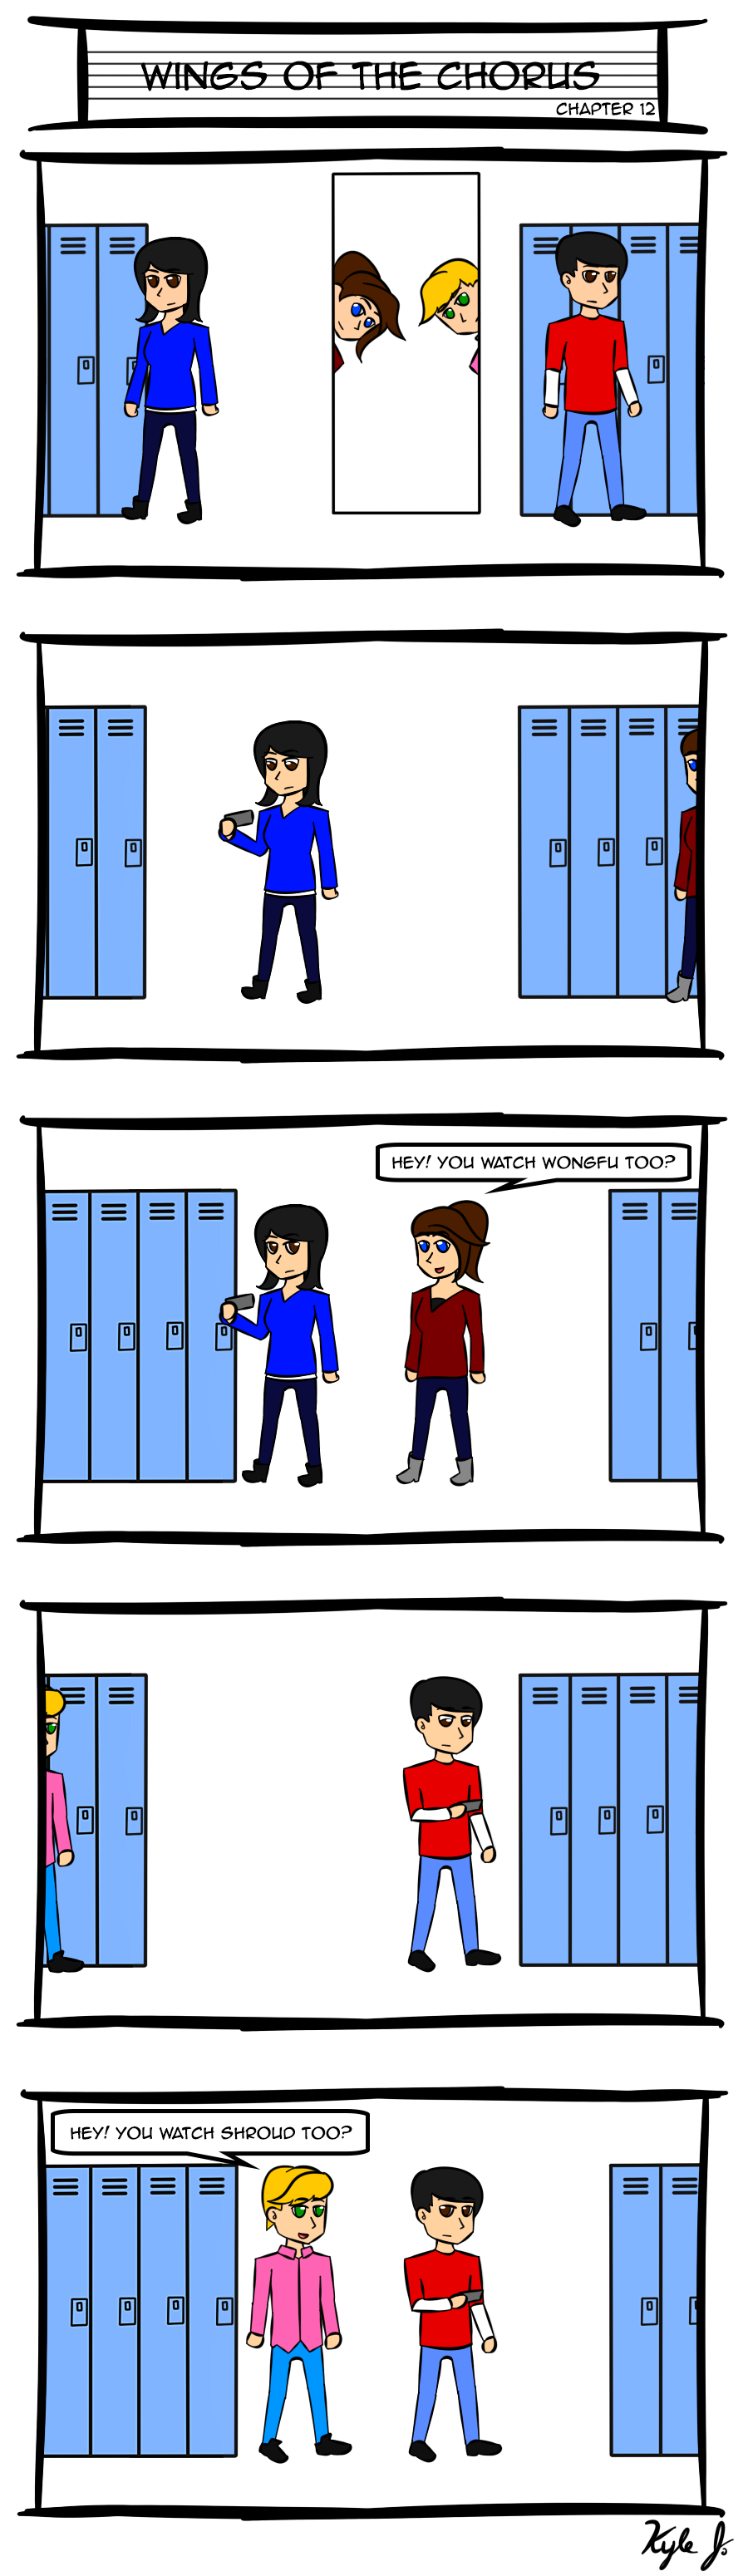 WINGS OF THE CHORUS
CHAPTER 12
HEY! YOU WATCH WONGFU TOO?
HEY! YOU WATCH SHROUD TOO?
Kyle J.